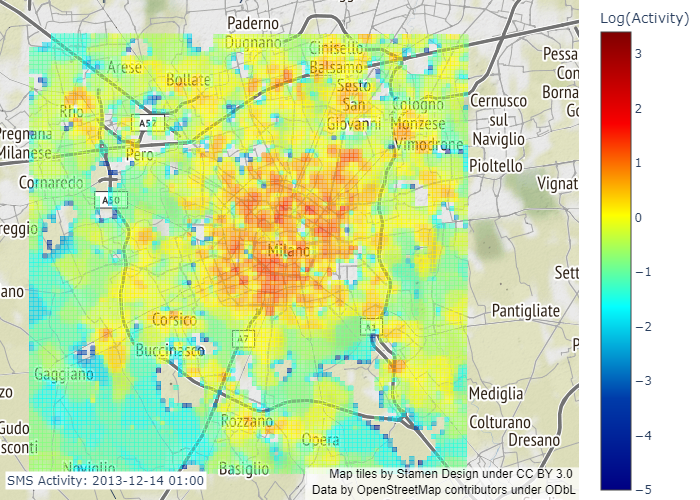 Paderno
Dugnano
Cinisello
Balsamo
Arese
Bollate
Sesto
San
Giovanni
Cologno
Monzese
Vimodrone
Rho
A52
Pero
Pregnana
Milanese
Cornaredo
A50
reggio
Milano
ano
Corsico
Buccinasco
A7
A1
Gaggiano
zo
Gudo
sconti
Rozzano
Opera
Noviglio
Basiglio
Pessa
Con
Borna
Go
Cernusco
sul
Naviglio
Pioltello
Vignat
Sett
Pantigliate
P
Mediglia
Colturano
Dresano
SMS Activity: 2013-12-14 01:00
Map tiles by Stamen Design under CC BY 3.0
Data by OpenStreetMap contributors under ODbL
Log(Activity)
3
2
1
0
−1
−2
−3
−4
−5